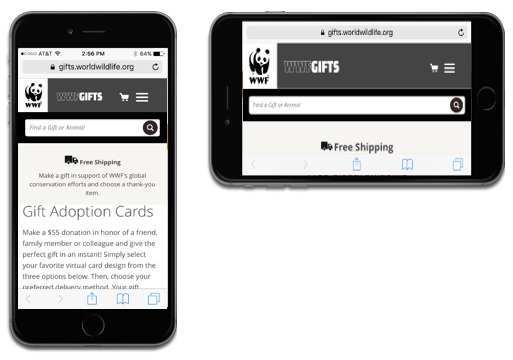 AT&T 2:56 PM 64%
gifts.worldwildlife.org
WWF
WWFGIFTS
Find a Gift or Animal
Free Shipping
Make a gift in support of WWF's global
conservation efforts and choose a thank-you
item.
Gift Adoption Cards
Make a $55 donation in honor of a friend,
family member or colleague and give the
perfect gift in an instant! Simply select
your favorite virtual card design from the
three options below. Then, choose your
preferred delivery method. Your gift
gifts.worldwildlife.org
WWF
WWFGIFTS
Find a Gift or Animal
Free Shipping